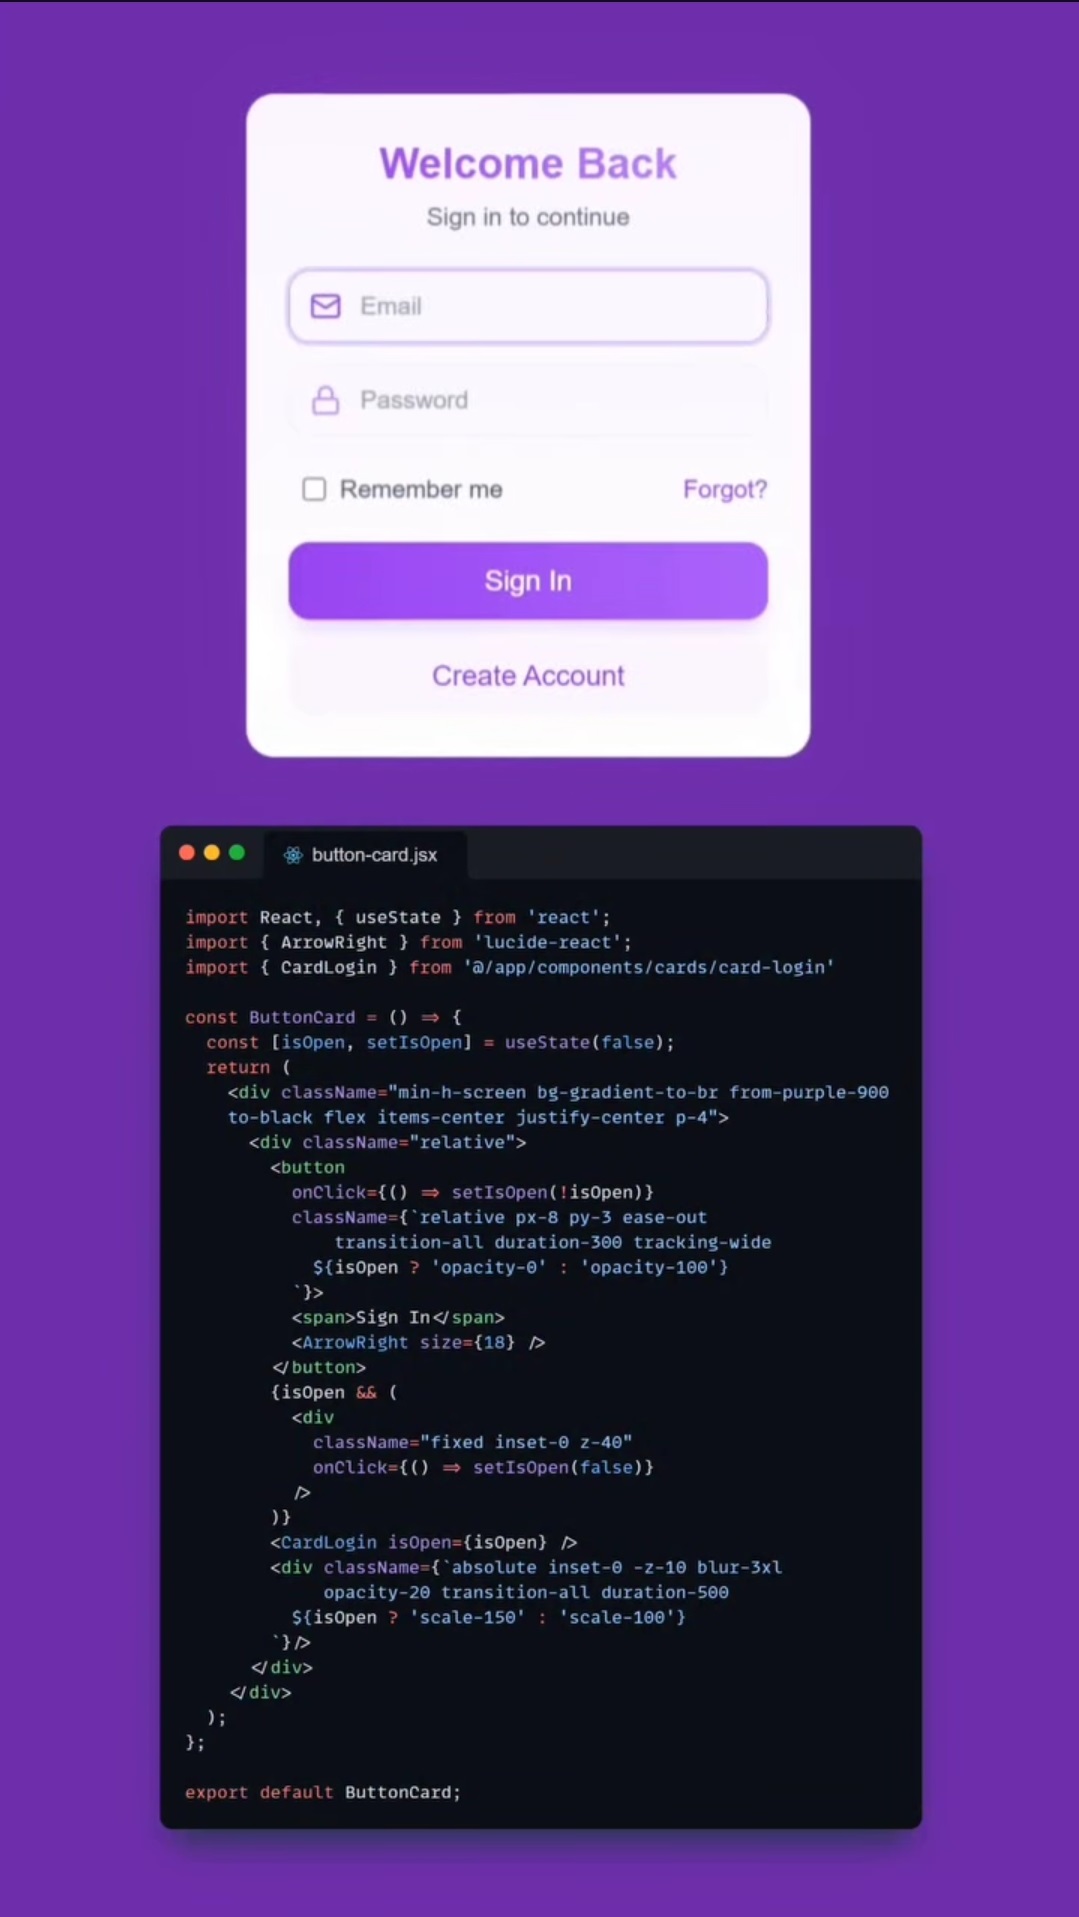 Welcome Back
Sign in to continue
Email
Password
Remember me
Forgot?
Sign In
Create Account
button-card.jsx
import React, { useState } from 'react';
import { ArrowRight } from 'lucide-react';
import { CardLogin } from '@/app/components/cards/card-login'
const ButtonCard = () => {
const [isOpen, setIsOpen] = useState(false);
return (
<div className="min-h-screen bg-gradient-to-br from-purple-900
to-black flex items-center justify-center p-4">
<div className="relative">
<button
onClick={() => setIsOpen(!isOpen)}
className={`relative px-8 py-3 ease-out
transition-all duration-300 tracking-wide
${isOpen ? 'opacity-0' : 'opacity-100'}
`}>
<span>Sign In</span>
<ArrowRight size={18} />
</button>
{isOpen && (
<div
className="fixed inset-0 z-40"
onClick={() => setIsOpen(false)}
/>
)}
<CardLogin isOpen={isOpen} />
<div className={`absolute inset-0 -z-10 blur-3xl
opacity-20 transition-all duration-500
${isOpen ? 'scale-150' : 'scale-100'}
`}/>
</div>
</div>
);
};
export default ButtonCard;